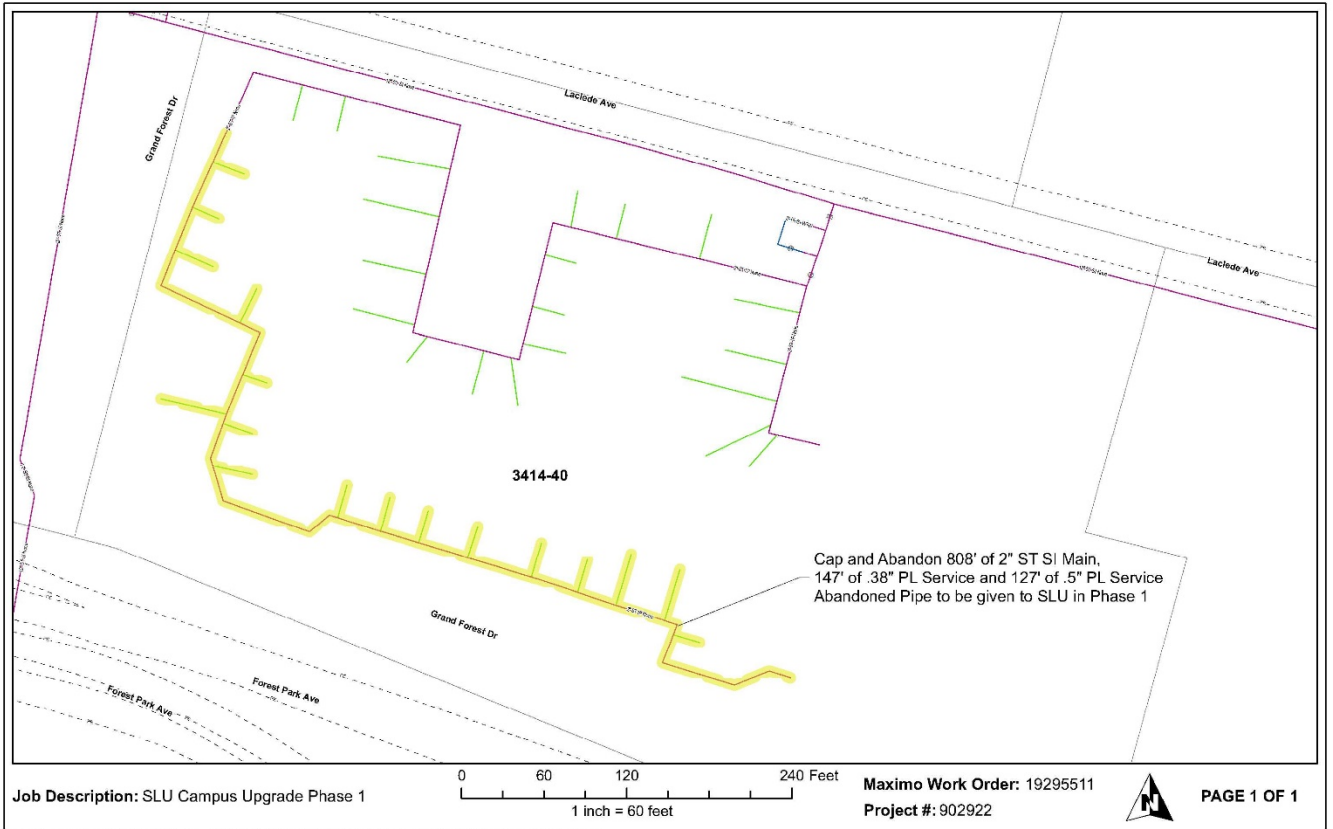 Laclede Ave
Grand Forest Dr
Laclede Ave
3414-40
Cap and Abandon 808' of 2" ST SI Main,
147' of .38" PL Service and 127' of .5" PL Service
Abandoned Pipe to be given to SLU in Phase 1
Grand Forest Dr
Forest Park Ave
Forest Park Ave
0 60 120 240 Feet
1 inch = 60 feet
Job Description: SLU Campus Upgrade Phase 1
Maximo Work Order: 19295511
Project #: 902922
N
PAGE 1 OF 1